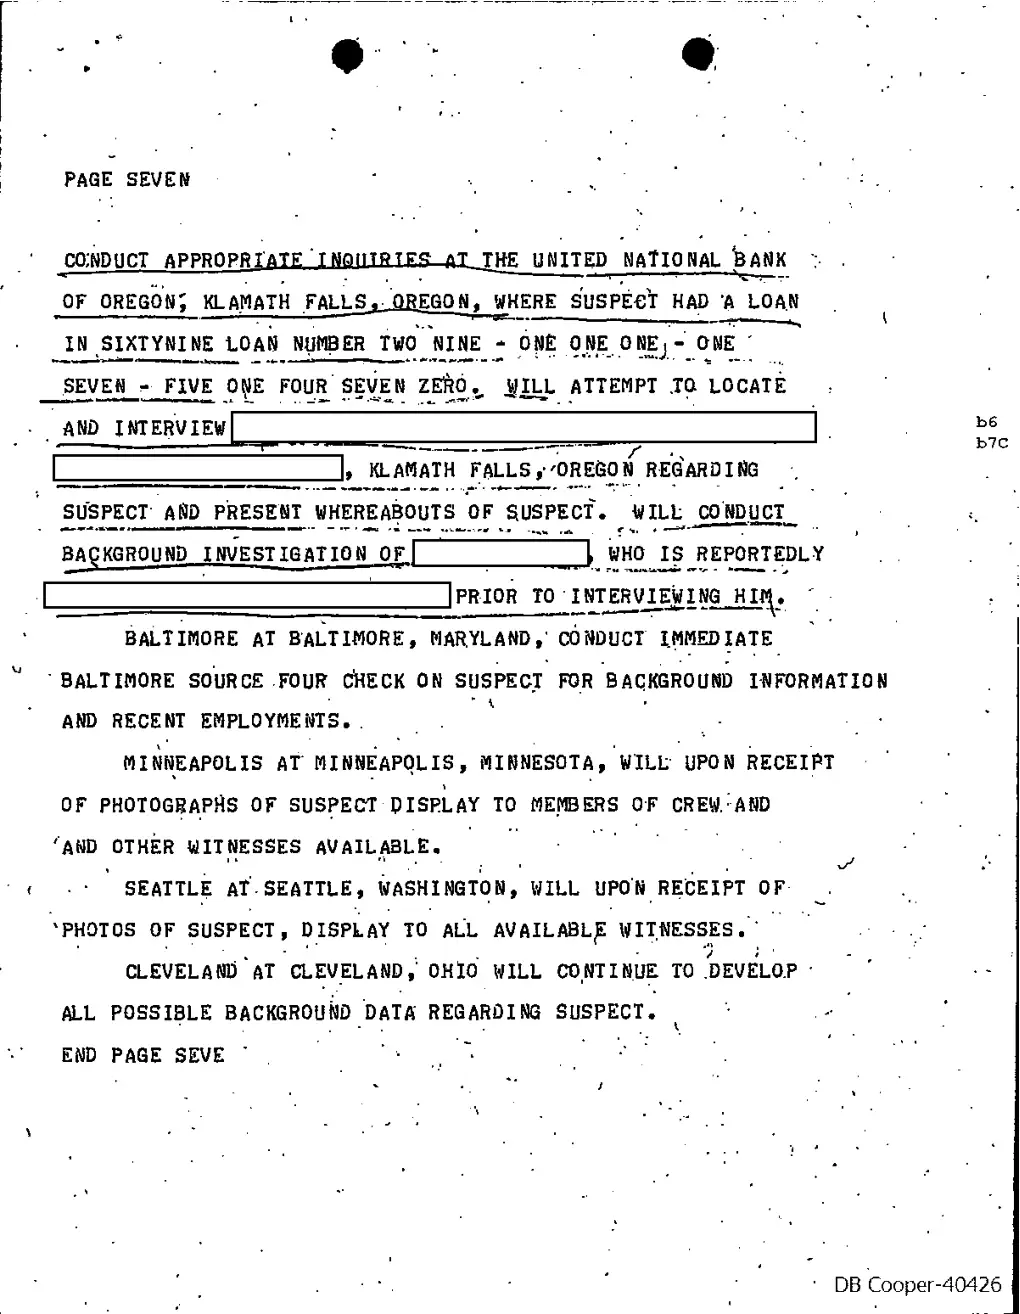 PAGE SEVEN
CONDUCT APPROPRIATE INQUIRIES AT THE UNITED NATIONAL BANK
OF OREGON, KLAMATH FALLS, OREGON, WHERE SUSPECT HAD A LOAN
IN SIXTYNINE LOAN NUMBER TWO NINE - ONE ONE ONE - ONE
SEVEN - FIVE ONE FOUR SEVEN ZERO. WILL ATTEMPT TO LOCATE
AND INTERVIEW
b6
b7C
, KLAMATH FALLS, OREGON REGARDING
SUSPECT AND PRESENT WHEREABOUTS OF SUSPECT. WILL CONDUCT
BACKGROUND INVESTIGATION OF , WHO IS REPORTEDLY
PRIOR TO INTERVIEWING HIM.
BALTIMORE AT BALTIMORE, MARYLAND, CONDUCT IMMEDIATE
BALTIMORE SOURCE FOUR CHECK ON SUSPECT FOR BACKGROUND INFORMATION
AND RECENT EMPLOYMENTS.
MINNEAPOLIS AT MINNEAPOLIS, MINNESOTA, WILL UPON RECEIPT
OF PHOTOGRAPHS OF SUSPECT DISPLAY TO MEMBERS OF CREW AND
AND OTHER WITNESSES AVAILABLE.
SEATTLE AT SEATTLE, WASHINGTON, WILL UPON RECEIPT OF
PHOTOS OF SUSPECT, DISPLAY TO ALL AVAILABLE WITNESSES.
CLEVELAND AT CLEVELAND, OHIO WILL CONTINUE TO DEVELOP
ALL POSSIBLE BACKGROUND DATA REGARDING SUSPECT.
END PAGE SEVE
DB Cooper-40426